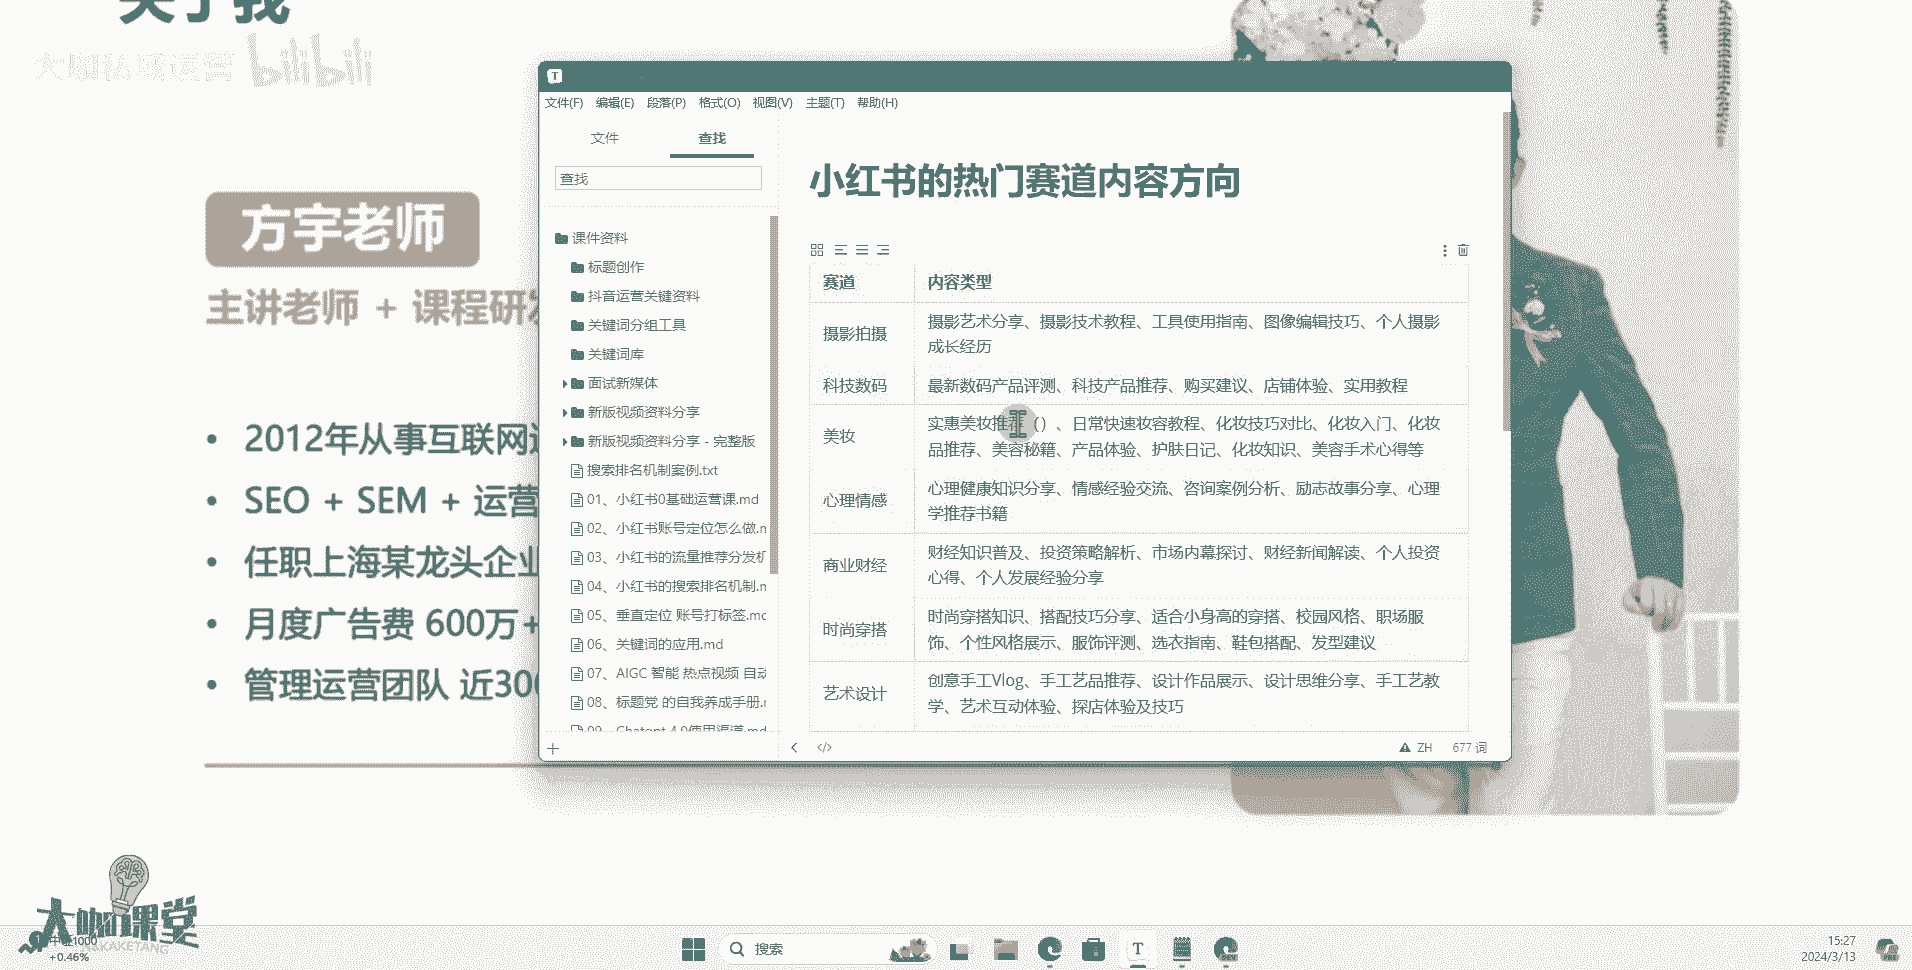 关于我
大咖私域运营 bilibili
方宇老师
主讲老师 + 课程研
• 2012年从事互联网
• SEO + SEM + 运营
• 任职上海某龙头企业
• 月度广告费 600万+
• 管理运营团队 近30
T
文件(F) 编辑(E) 段落(P) 格式(O) 视图(V) 主题(T) 帮助(H)
文件 查找
查找
课件资料
标题创作
抖音运营关键资料
关键词分组工具
关键词库
面试新媒体
新版视频资料分享
新版视频资料分享 - 完整版
搜索排名机制案例.txt
01、小红书0基础运营课.md
02、小红书账号定位怎么做.m
03、小红书的流量推荐分发机
04、小红书的搜索排名机制.m
05、垂直定位 账号打标签.mc
06、关键词的应用.md
07、AIGC 智能 热点视频 自动
08、标题党 的自我养成手册.r
09、Chatgpt 4.0使用渠道.md
小红书的热门赛道内容方向
赛道 内容类型
摄影拍摄 摄影艺术分享、摄影技术教程、工具使用指南、图像编辑技巧、个人摄影
成长经历
科技数码 最新数码产品评测、科技产品推荐、购买建议、店铺体验、实用教程
美妆 实惠美妆推荐（）、日常快速妆容教程、化妆技巧对比、化妆入门、化妆
品推荐、美容秘籍、产品体验、护肤日记、化妆知识、美容手术心得等
心理情感 心理健康知识分享、情感经验交流、咨询案例分析、励志故事分享、心理
学推荐书籍
商业财经 财经知识普及、投资策略解析、市场内幕探讨、财经新闻解读、个人投资
心得、个人发展经验分享
时尚穿搭 时尚穿搭知识、搭配技巧分享、适合小身高的穿搭、校园风格、职场服
饰、个性风格展示、服饰评测、选衣指南、鞋包搭配、发型建议
艺术设计 创意手工Vlog、手工艺品推荐、设计作品展示、设计思维分享、手工艺教
学、艺术互动体验、探店体验及技巧
ZH 677 词
大咖课堂
DAKAKETANG
中证1000
+0.46%
搜索
T
DEV
15:27
2024/3/13
PRE